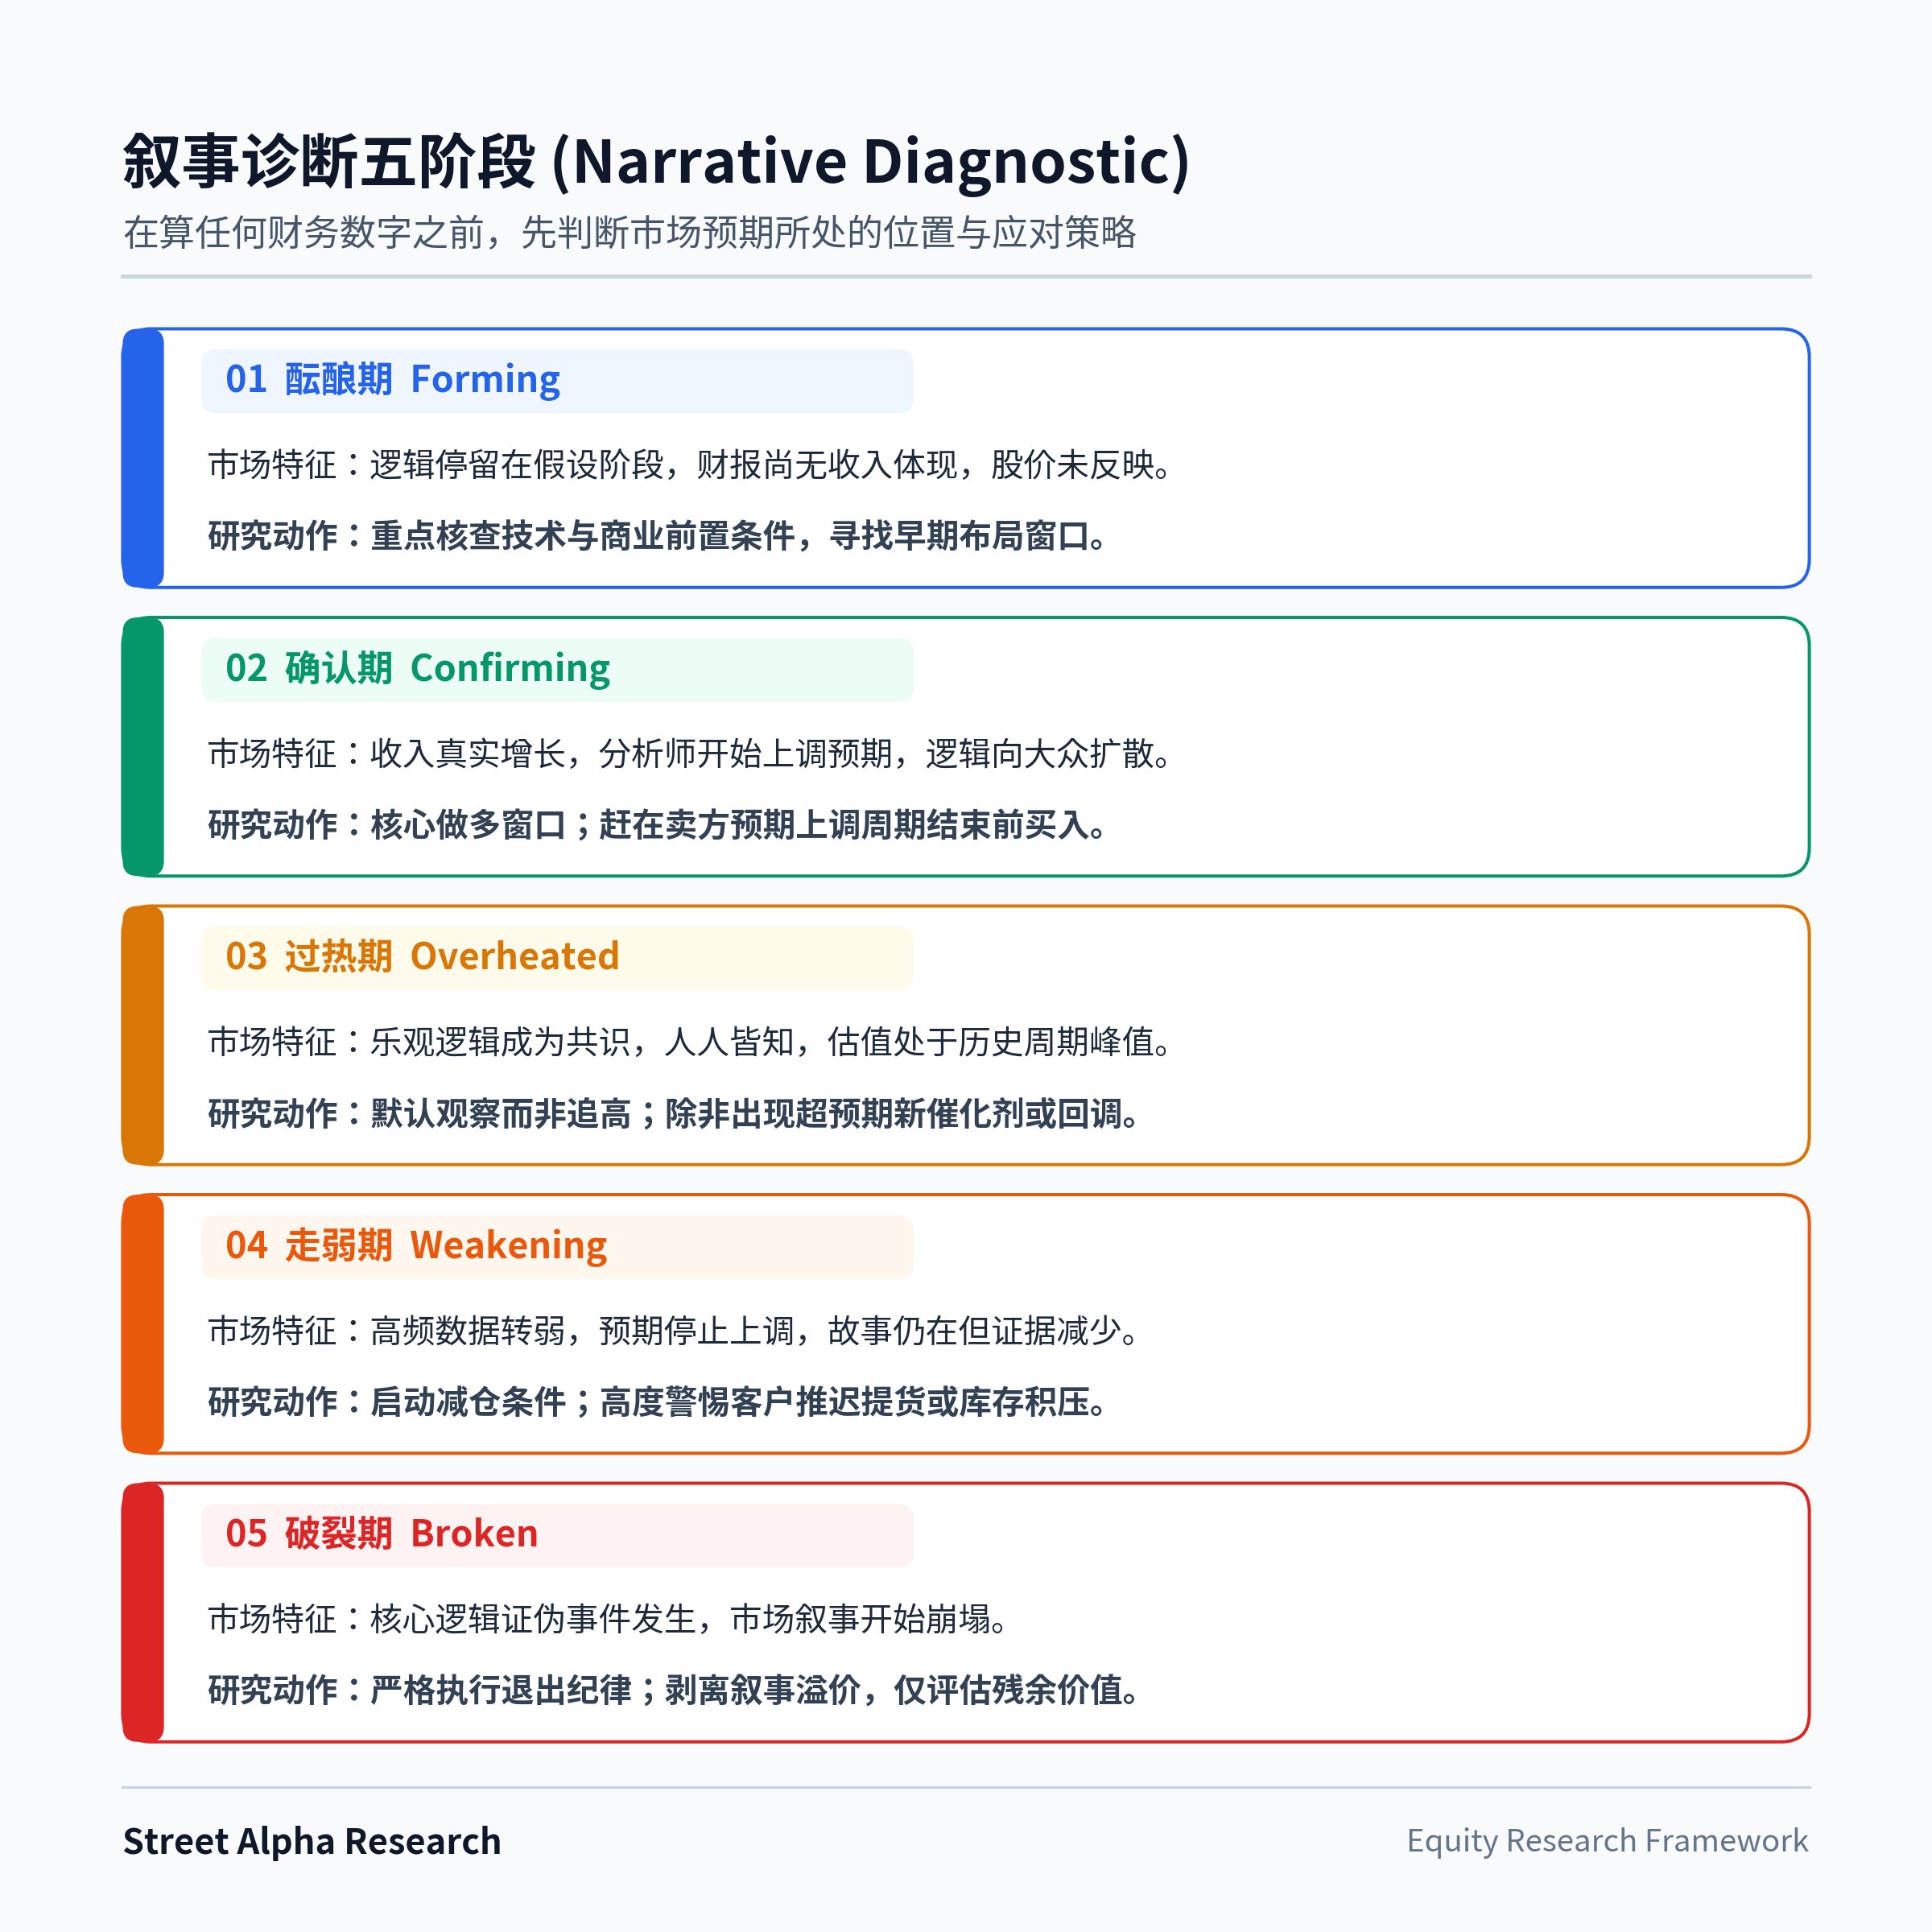 叙事诊断五阶段 (Narrative Diagnostic)
在算任何财务数字之前，先判断市场预期所处的位置与应对策略
01 酝酿期 Forming
市场特征：逻辑停留在假设阶段，财报尚无收入体现，股价未反映。
研究动作：重点核查技术与商业前置条件，寻找早期布局窗口。
02 确认期 Confirming
市场特征：收入真实增长，分析师开始上调预期，逻辑向大众扩散。
研究动作：核心做多窗口；赶在卖方预期上调周期结束前买入。
03 过热期 Overheated
市场特征：乐观逻辑成为共识，人人皆知，估值处于历史周期峰值。
研究动作：默认观察而非追高；除非出现超预期新催化剂或回调。
04 走弱期 Weakening
市场特征：高频数据转弱，预期停止上调，故事仍在但证据减少。
研究动作：启动减仓条件；高度警惕客户推迟提货或库存积压。
05 破裂期 Broken
市场特征：核心逻辑证伪事件发生，市场叙事开始崩塌。
研究动作：严格执行退出纪律；剥离叙事溢价，仅评估残余价值。
Street Alpha Research
Equity Research Framework